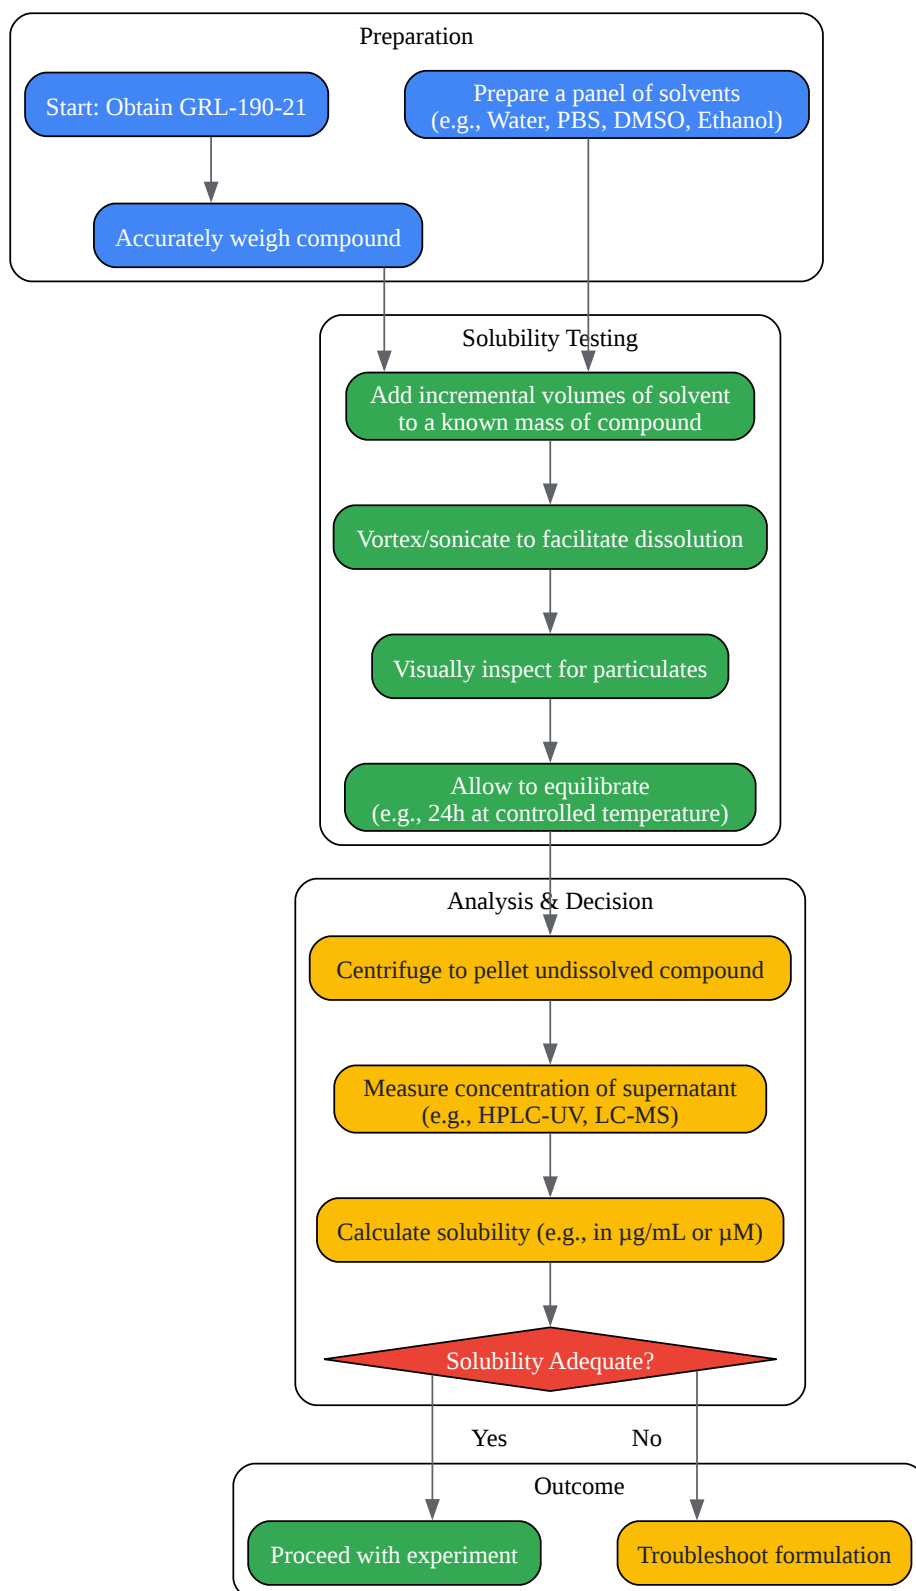 Preparation
Start: Obtain GRL-190-21
Prepare a panel of solvents
(e.g., Water, PBS, DMSO, Ethanol)
Accurately weigh compound
Solubility Testing
Add incremental volumes of solvent
to a known mass of compound
Vortex/sonicate to facilitate dissolution
Visually inspect for particulates
Allow to equilibrate
(e.g., 24h at controlled temperature)
Analysis & Decision
Centrifuge to pellet undissolved compound
Measure concentration of supernatant
(e.g., HPLC-UV, LC-MS)
Calculate solubility (e.g., in µg/mL or µM)
Solubility Adequate?
Yes
No
Outcome
Proceed with experiment
Troubleshoot formulation